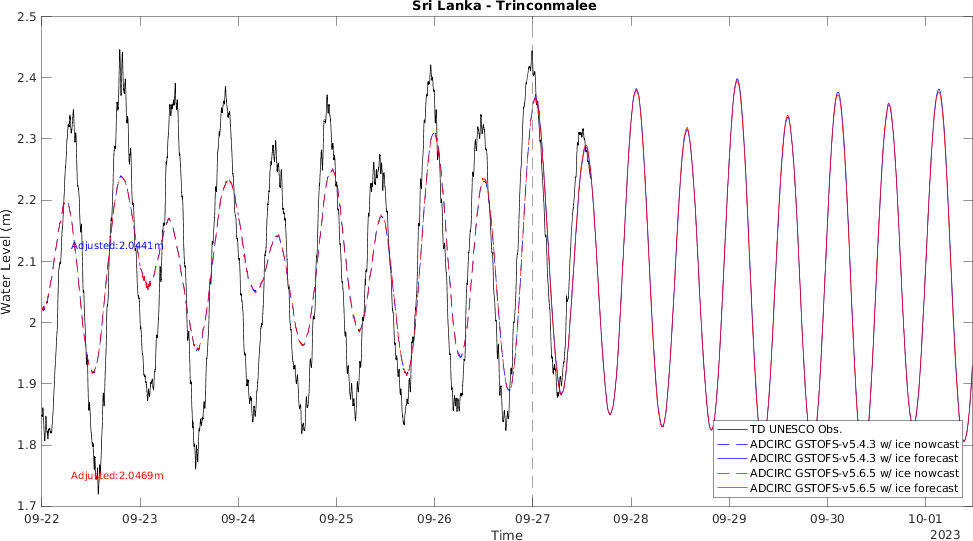 Sri Lanka - Trinconmalee
2.5
2.4
2.3
2.2
2.1
2
1.9
1.8
1.7
Water Level (m)
Adjusted:2.0441m
Adjusted:2.0469m
TD UNESCO Obs.
ADCIRC GSTOFS-v5.4.3 w/ ice nowcast
ADCIRC GSTOFS-v5.4.3 w/ ice forecast
ADCIRC GSTOFS-v5.6.5 w/ ice nowcast
ADCIRC GSTOFS-v5.6.5 w/ ice forecast
09-22 09-23 09-24 09-25 09-26 09-27 09-28 09-29 09-30 10-01
Time
2023